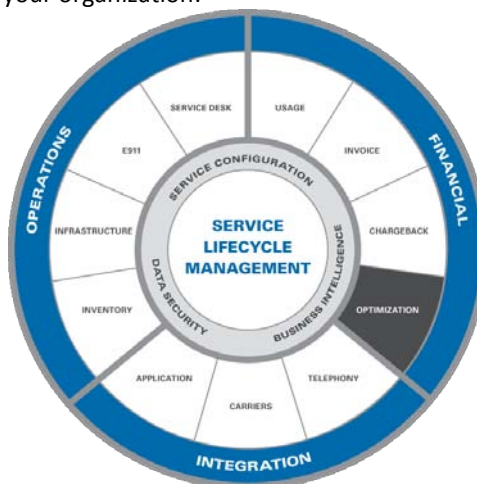 your organization.
SERVICE DESK
USAGE
E911
INVOICE
OPERATIONS
FINANCIAL
SERVICE CONFIGURATION
INFRASTRUCTURE
SERVICE
LIFECYCLE
MANAGEMENT
CHARGEBACK
DATA SECURITY
BUSINESS INTELLIGENCE
INVENTORY
OPTIMIZATION
APPLICATION
TELEPHONY
CARRIERS
INTEGRATION